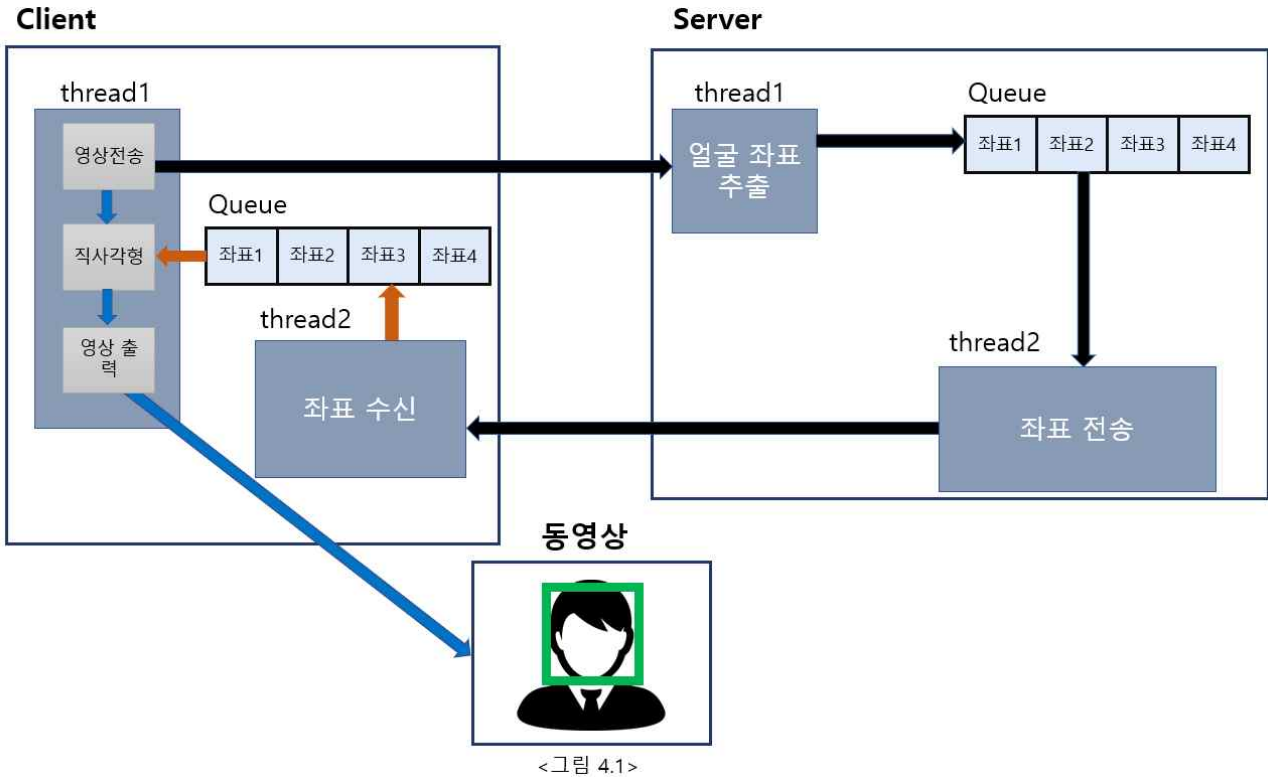 Client
Server
thread1
영상전송
직사각형
영상 출
력
Queue
좌표1 좌표2 좌표3 좌표4
thread2
좌표 수신
thread1
얼굴 좌표
추출
Queue
좌표1 좌표2 좌표3 좌표4
thread2
좌표 전송
동영상
<그림 4.1>